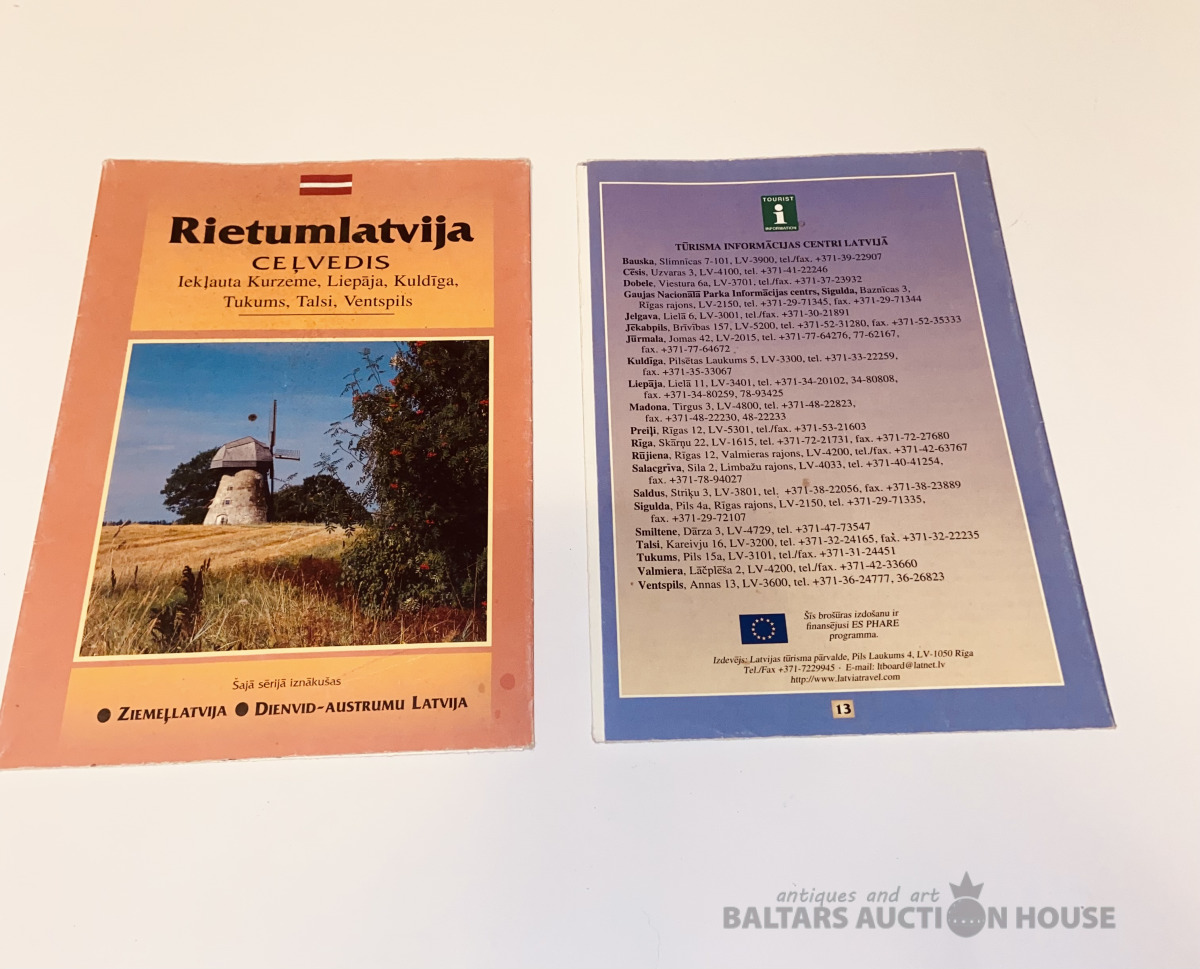 Rietumlatvija
CEĻVEDIS
Iekļauta Kurzeme, Liepāja, Kuldīga,
Tukums, Talsi, Ventspils
Šajā sērijā iznākušas
● ZIEMEĻLATVIJA ● DIENVID-AUSTRUMU LATVIJA
TOURIST
i
INFORMATION
TŪRISMA INFORMĀCIJAS CENTRI LATVIJĀ
Bauska, Slimnīcas 7-101, LV-3900, tel./fax. +371-39-22907
Cēsis, Uzvaras 3, LV-4100, tel. +371-41-22246
Dobele, Viestura 6a, LV-3701, tel./fax. +371-37-23932
Gaujas Nacionālā Parka Informācijas centrs, Sigulda, Baznīcas 3,
Rīgas rajons, LV-2150, tel. +371-29-71345, fax. +371-29-71344
Jelgava, Lielā 6, LV-3001, tel./fax. +371-30-21891
Jēkabpils, Brīvības 157, LV-5200, tel. +371-52-31280, fax. +371-52-35333
Jūrmala, Jomas 42, LV-2015, tel. +371-77-64276, 77-62167,
fax. +371-77-64672
Kuldīga, Pilsētas Laukums 5, LV-3300, tel. +371-33-22259,
fax. +371-35-33067
Liepāja, Lielā 11, LV-3401, tel. +371-34-20102, 34-80808,
fax. +371-34-80259, 78-93425
Madona, Tirgus 3, LV-4800, tel. +371-48-22823,
fax. +371-48-22230, 48-22233
Preiļi, Rīgas 12, LV-5301, tel./fax. +371-53-21603
Rīga, Skārņu 22, LV-1615, tel. +371-72-21731, fax. +371-72-27680
Rūjiena, Rīgas 12, Valmieras rajons, LV-4200, tel./fax. +371-42-63767
Salacgrīva, Sila 2, Limbažu rajons, LV-4033, tel. +371-40-41254,
fax. +371-78-94027
Saldus, Striķu 3, LV-3801, tel. +371-38-22056, fax. +371-38-23889
Sigulda, Pils 4a, Rīgas rajons, LV-2150, tel. +371-29-71335,
fax. +371-29-72107
Smiltene, Dārza 3, LV-4729, tel. +371-47-73547
Talsi, Kareivju 16, LV-3200, tel. +371-32-24165, fax. +371-32-22235
Tukums, Pils 15a, LV-3101, tel./fax. +371-31-24451
Valmiera, Lāčplēša 2, LV-4200, tel./fax. +371-42-33660
Ventspils, Annas 13, LV-3600, tel. +371-36-24777, 36-26823
Šīs brošūras izdošanu ir
finansējusi ES PHARE
programma.
Izdevējs: Latvijas tūrisma pārvalde, Pils Laukums 4, LV-1050 Rīga
Tel./Fax +371-7229945 · E-mail: ltboard@latnet.lv
http://www.latviatravel.com
13
antiques and art
BALTARS AUCTION HOUSE